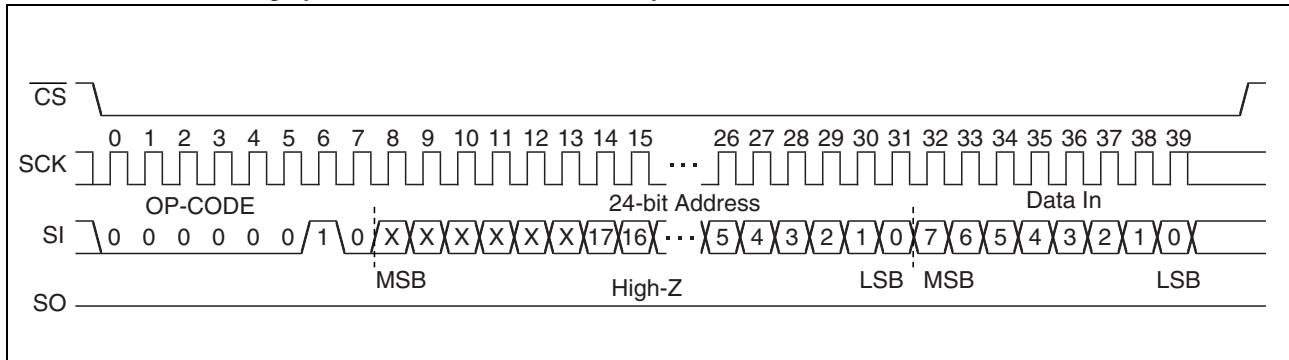 CS
0 1 2 3 4 5 6 7 8 9 10 11 12 13 14 15 26 27 28 29 30 31 32 33 34 35 36 37 38 39
SCK ...
OP-CODE 24-bit Address Data In
SI 0 0 0 0 0 0 1 0 X X X X X X 17 16 ... 5 4 3 2 1 0 7 6 5 4 3 2 1 0
MSB High-Z LSB MSB LSB
SO